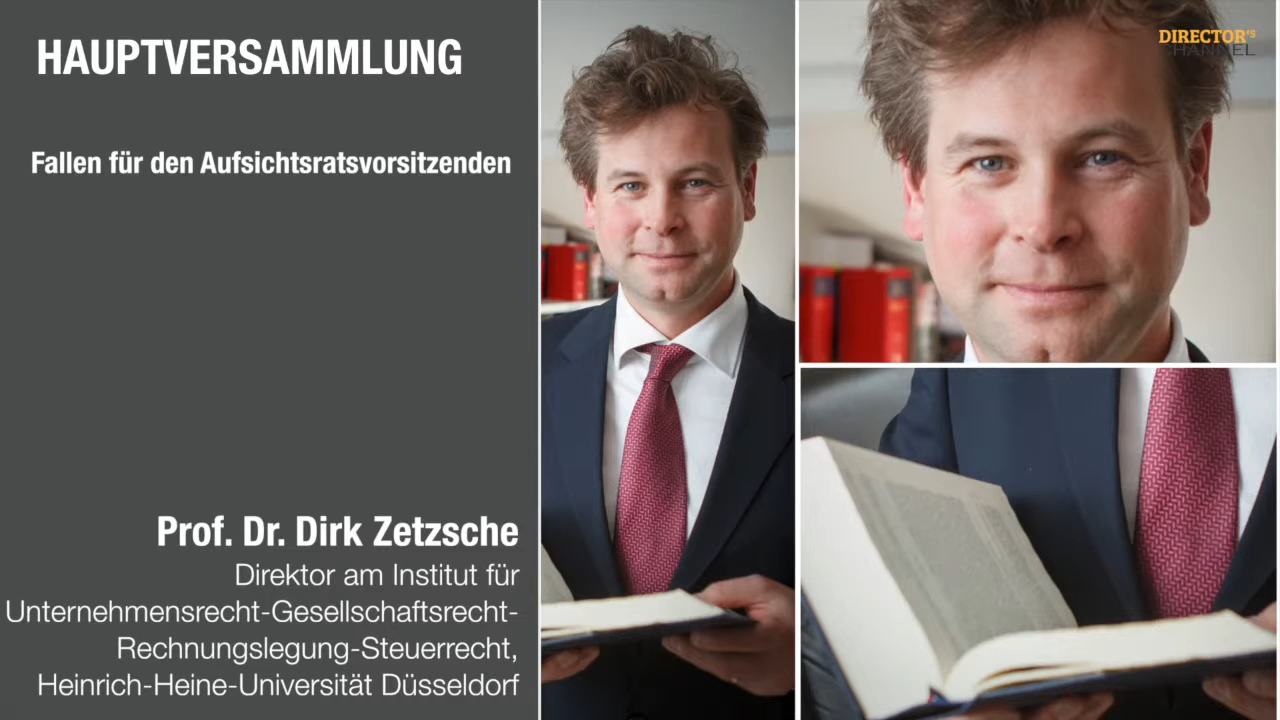 HAUPTVERSAMMLUNG
Fallen für den Aufsichtsratsvorsitzenden
Prof. Dr. Dirk Zetzsche
Direktor am Institut für
Unternehmensrecht-Gesellschaftsrecht-
Rechnungslegung-Steuerrecht,
Heinrich-Heine-Universität Düsseldorf
DIRECTOR'S
CHANNEL